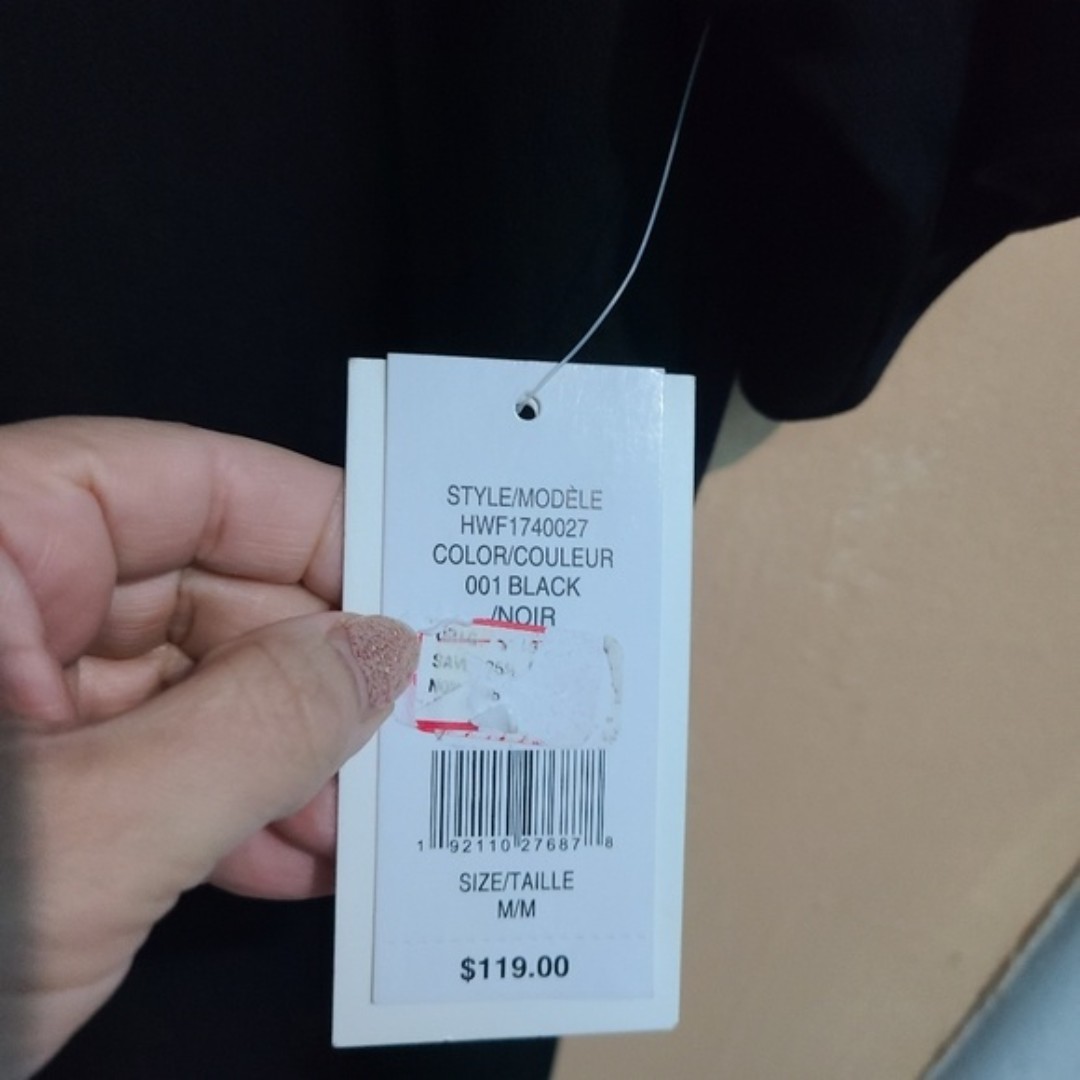 STYLE/MODÈLE
HWF1740027
COLOR/COULEUR
001 BLACK
/NOIR
1 92110 27687 8
SIZE/TAILLE
M/M
$119.00